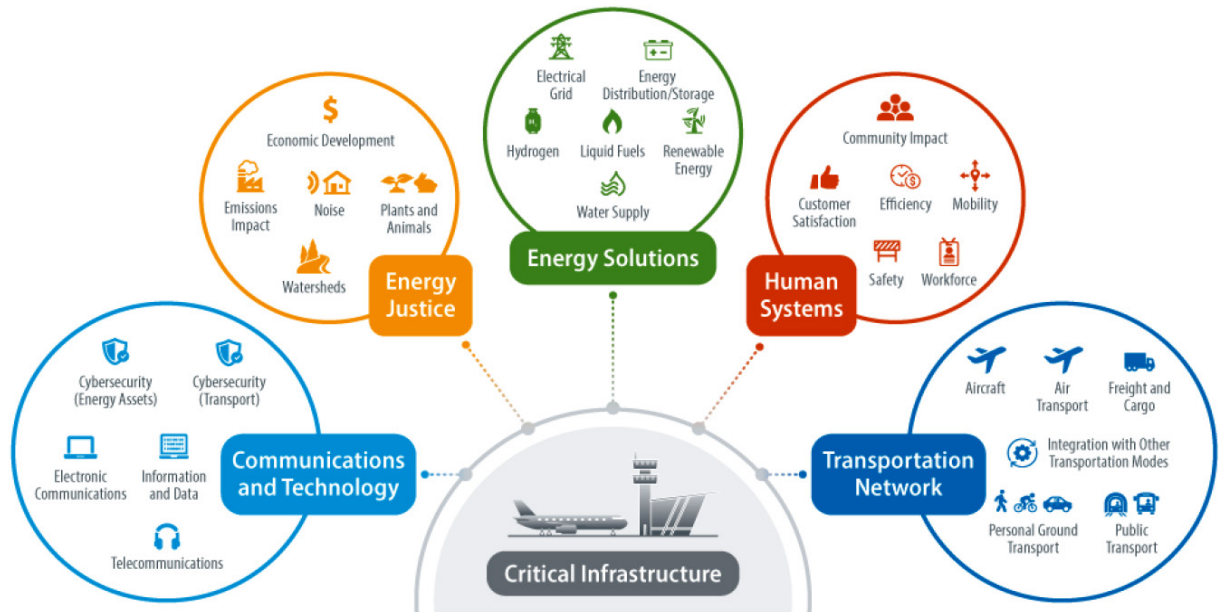 Cybersecurity
(Energy Assets)
Cybersecurity
(Transport)
Electronic
Communications
Information
and Data
Telecommunications
Communications
and Technology
$
Economic Development
Emissions
Impact
Noise
Plants and
Animals
Watersheds
Energy
Justice
Electrical
Grid
Energy
Distribution/Storage
H₂
Hydrogen
Liquid Fuels
Renewable
Energy
Water Supply
Energy Solutions
Community Impact
Customer
Satisfaction
$
Efficiency
Mobility
Safety
Workforce
Human
Systems
Aircraft
Air
Transport
Freight and
Cargo
Integration with Other
Transportation Modes
Personal Ground
Transport
Public
Transport
Transportation
Network
Critical Infrastructure